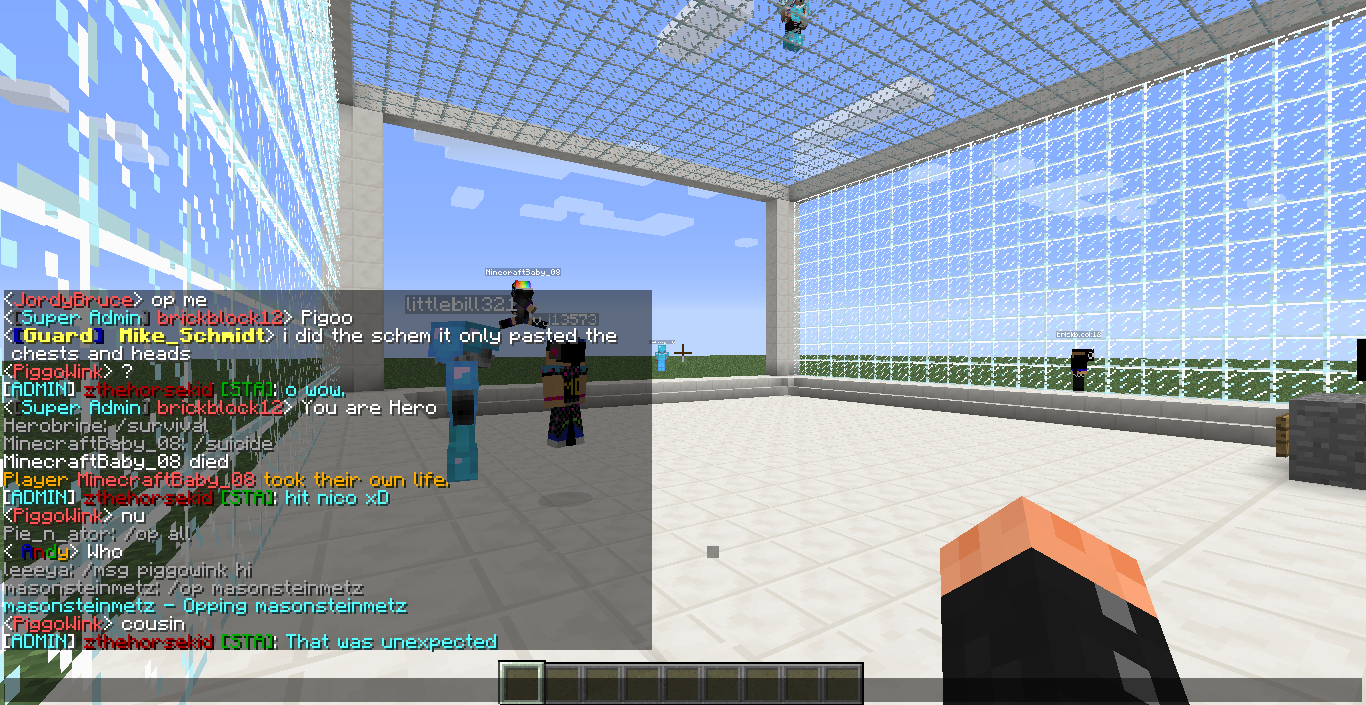 MinecraftBaby_08
littlebill321
<JordyBruce> op me
<[Super Admin] brickblock12> Pigoo
<[Guard] Mike_Schmidt> i did the schem it only pasted the
chests and heads
<PiggoWink> ?
[ADMIN] zthehorsekid [STA]: o wow.
<[Super Admin] brickblock12> You are Hero
Herobrine: /survival
MinecraftBaby_08: /suicide
MinecraftBaby_08 died
Player MinecraftBaby_08 took their own life.
[ADMIN] zthehorsekid [STA]: hit nico xD
<PiggoWink> nu
Pie_n_ator: /op all
< Andy> Who
leeeya: /msg piggowink hi
masonsteinmetz: /op masonsteinmetz
masonsteinmetz - Opping masonsteinmetz
<PiggoWink> cousin
[ADMIN] zthehorsekid [STA]: That was unexpected